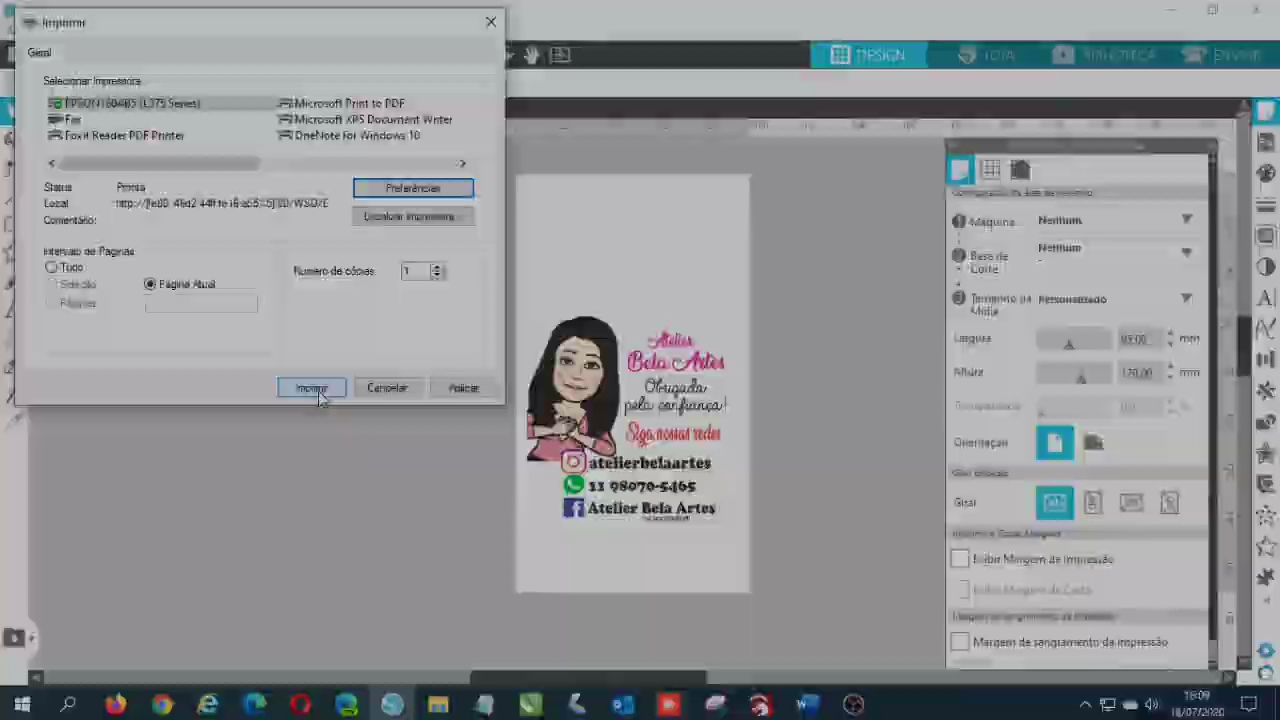 Imprimir
Geral
DESIGN
LOJA
BIBLIOTECA
ENVIAR
Selecionar Impressora
(L375 Series)
Microsoft Print to PDF
Fax
Microsoft XPS Document Writer
Foxit Reader PDF Printer
OneNote for Windows 10
Status
Pronta
Preferências
Local
Comentário:
Localizar Impressora...
Intervalo de Páginas
Tudo
Seleção
Página Atual
Páginas
Número de cópias
1
Imprimir
Cancelar
Aplicar
Máquina
Nenhum
Base de Corte
Nenhum
Tamanho da Mídia
Personalizado
Largura
mm
Altura
mm
Transparência
Orientação
Girar
Exibir Margem de Impressão
Exibir Margem de Corte
Margem de sangramento da impressão
Atelier
Bela Artes
Obrigada
pela confiança!
Siga nossas redes
atelierbelaartes
11 98070-5465
Atelier Bela Artes
18:09
18/07/2020